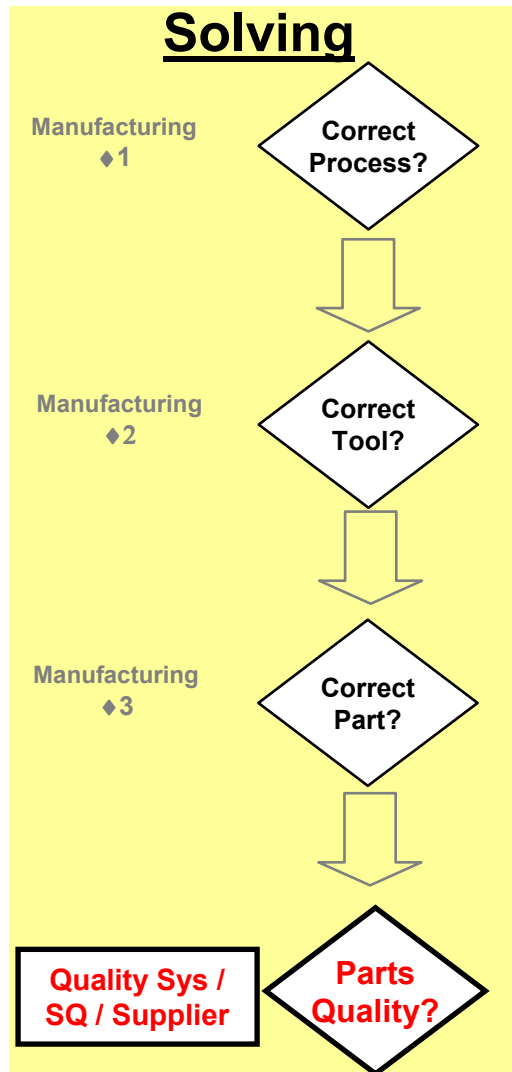 Solving
Manufacturing
♦1
Correct
Process?
Manufacturing
♦2
Correct
Tool?
Manufacturing
♦3
Correct
Part?
Quality Sys /
SQ / Supplier
Parts
Quality?